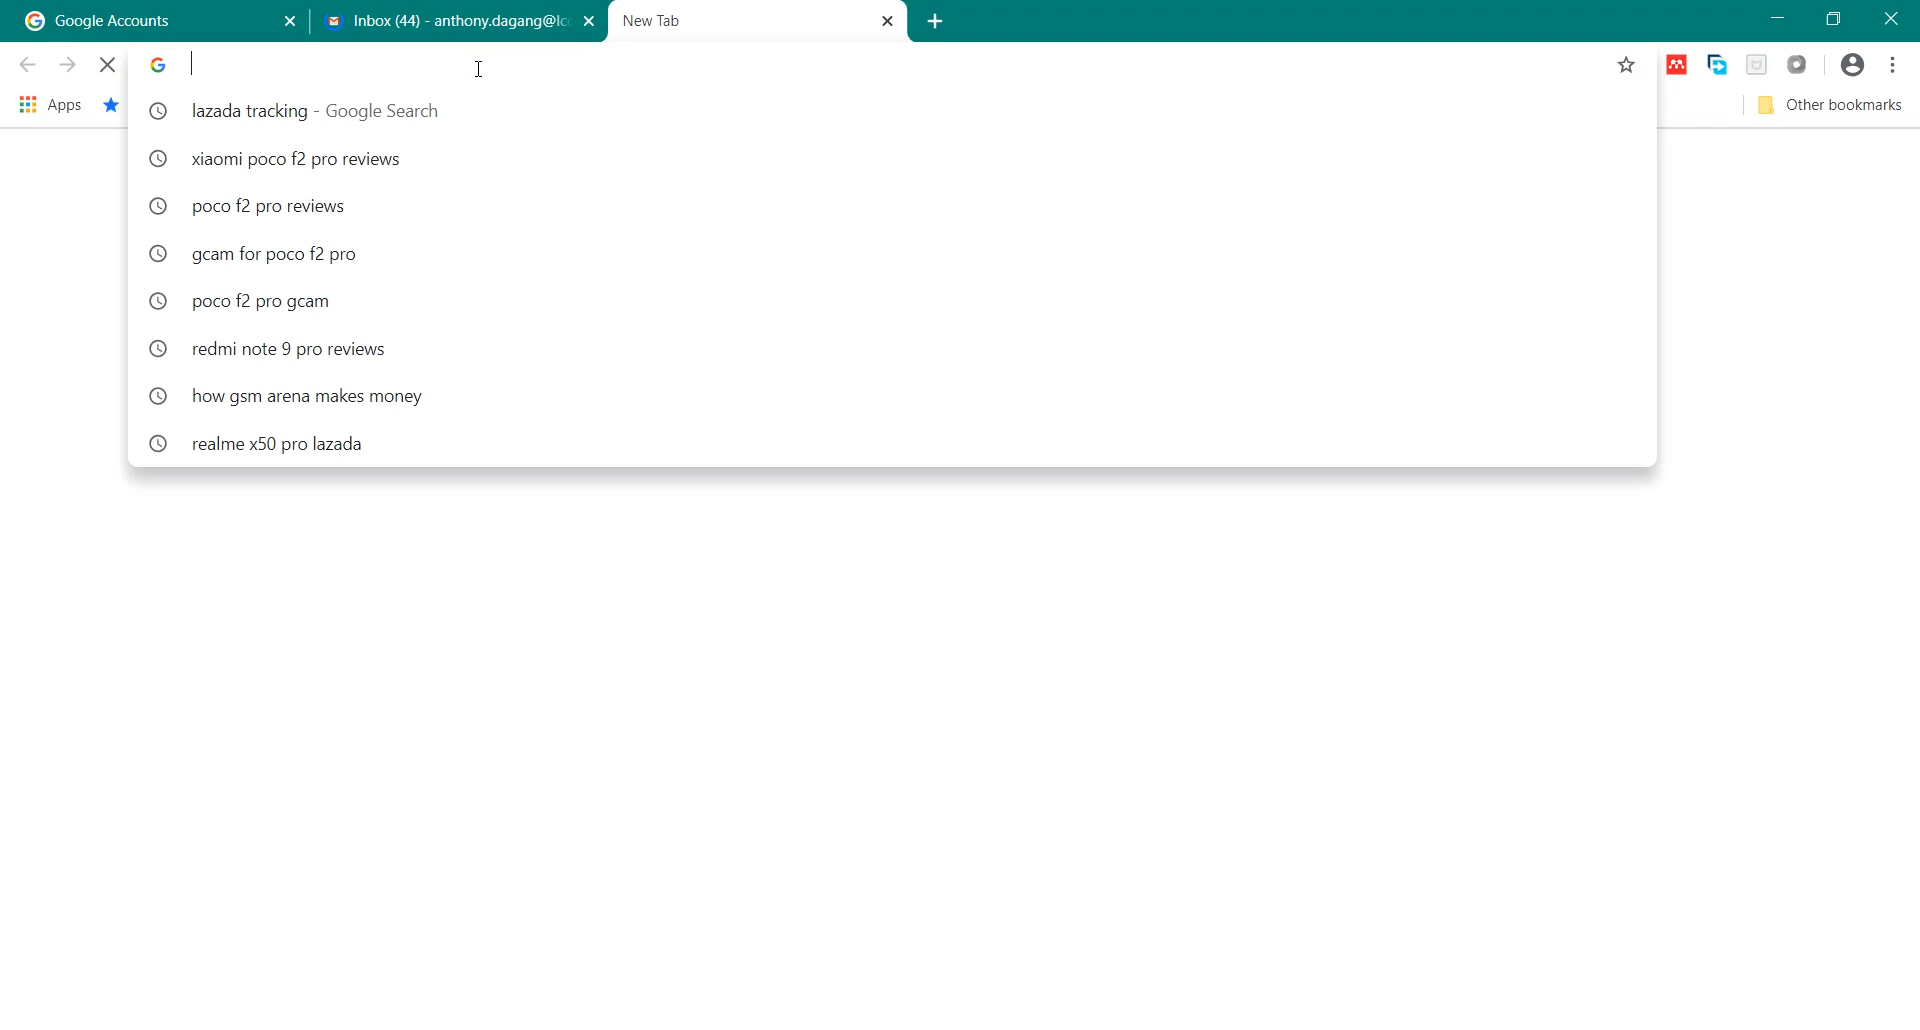 Google Accounts
Inbox (44) - anthony.dagang@lc
New Tab
lazada tracking - Google Search
Apps
Other bookmarks
xiaomi poco f2 pro reviews
poco f2 pro reviews
gcam for poco f2 pro
poco f2 pro gcam
redmi note 9 pro reviews
how gsm arena makes money
realme x50 pro lazada